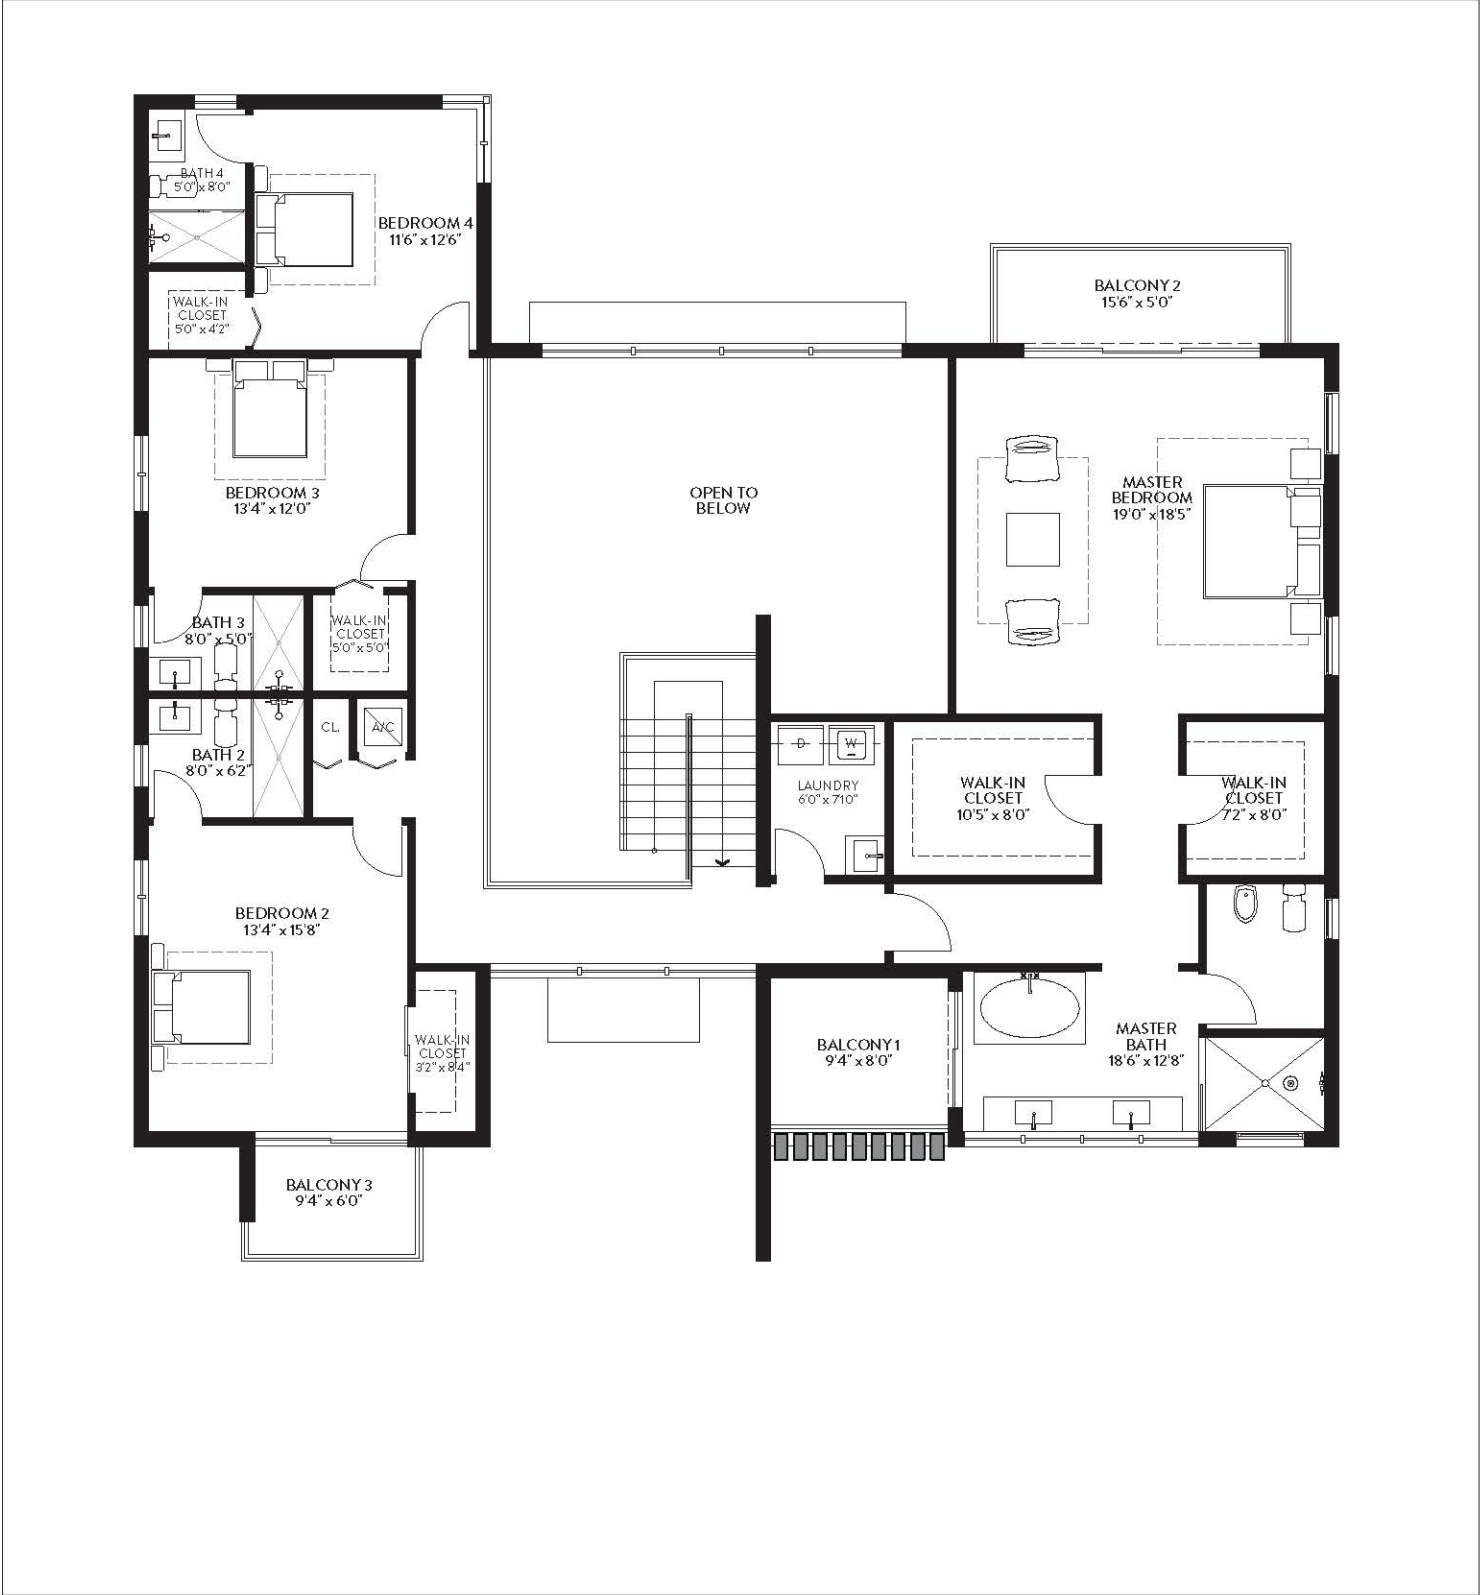 BATH 4
5'0" x 8'0"
BEDROOM 4
11'6" x 12'6"
WALK-IN
CLOSET
5'0" x 4'2"
BALCONY 2
15'6" x 5'0"
BEDROOM 3
13'4" x 12'0"
OPEN TO
BELOW
MASTER
BEDROOM
19'0" x 18'5"
BATH 3
8'0" x 5'0"
WALK-IN
CLOSET
5'0" x 5'0"
CL.
A/C
BATH 2
8'0" x 6'2"
D
W
LAUNDRY
6'0" x 7'10"
WALK-IN
CLOSET
10'5" x 8'0"
WALK-IN
CLOSET
7'2" x 8'0"
BEDROOM 2
13'4" x 15'8"
WALK-IN
CLOSET
3'2" x 8'4"
BALCONY 1
9'4" x 8'0"
MASTER
BATH
18'6" x 12'8"
BALCONY 3
9'4" x 6'0"